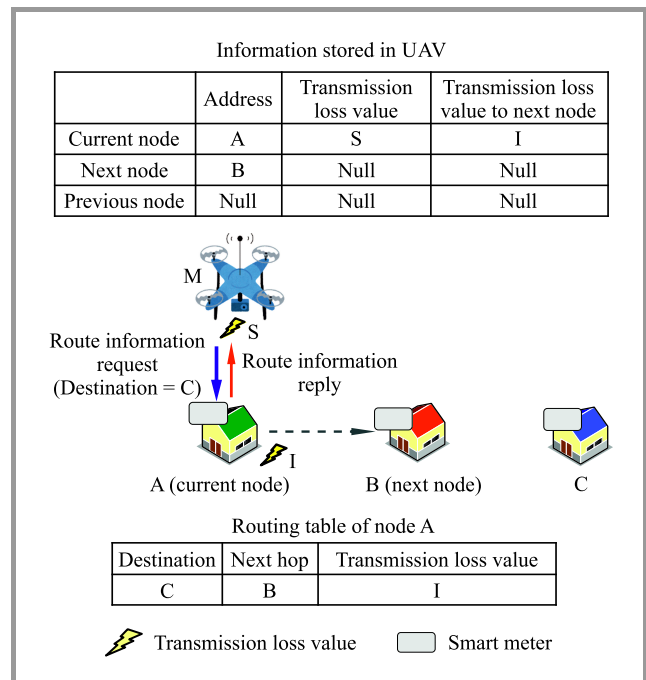 Information stored in UAV
Address
Transmission
loss value
Transmission loss
value to next node
Current node A S I
Next node B Null Null
Previous node Null Null Null
M
S
Route information
request
(Destination = C)
Route information
reply
I
A (current node)
B (next node)
C
Routing table of node A
Destination Next hop Transmission loss value
C B I
Transmission loss value
Smart meter